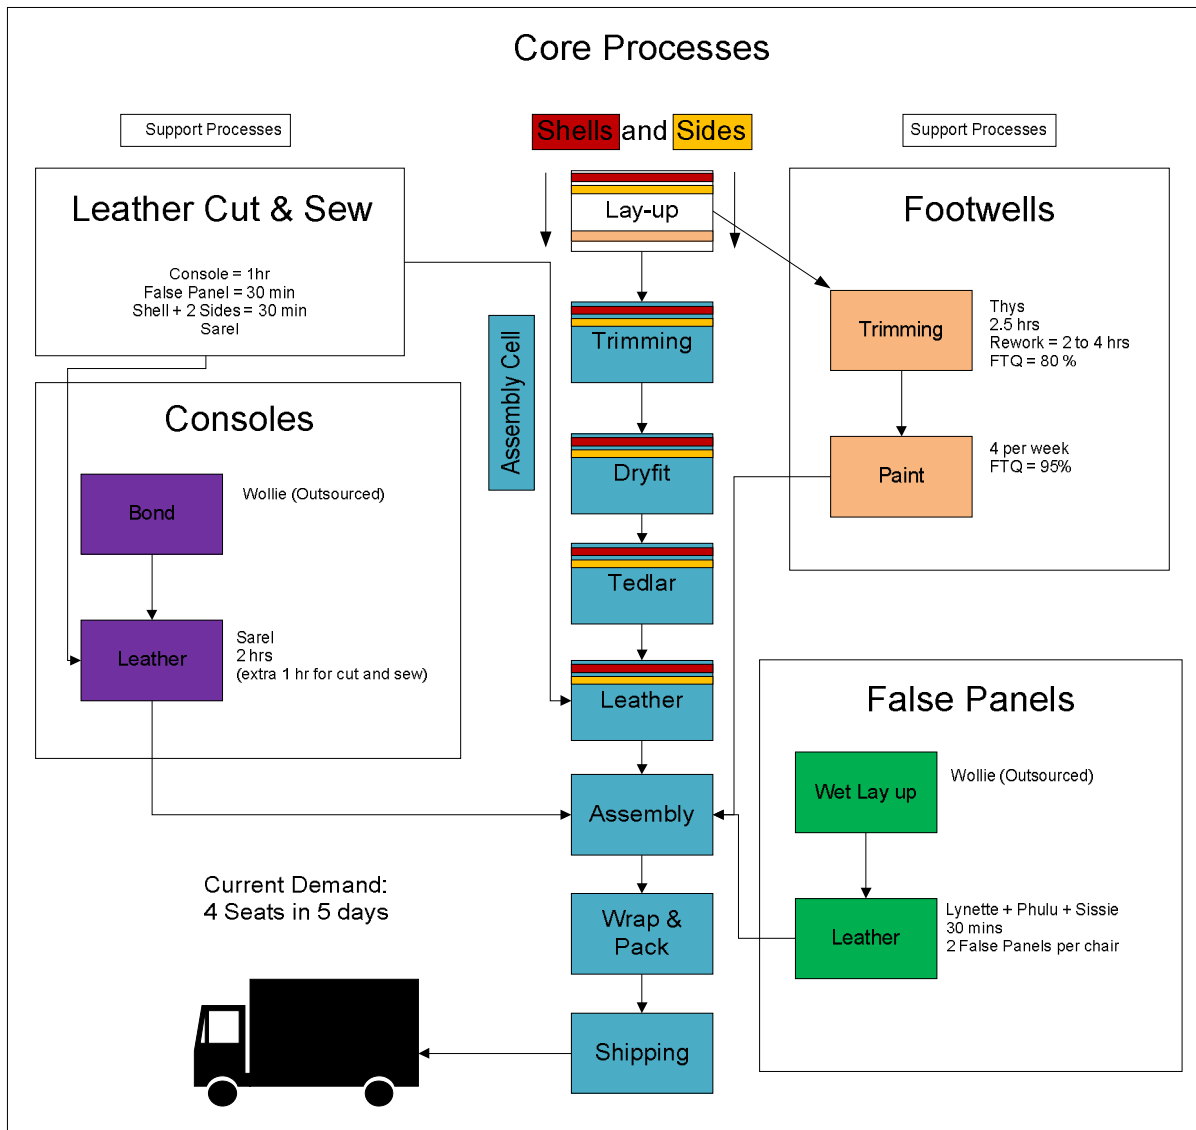 Core Processes
Support Processes
Shells and Sides
Support Processes
Leather Cut & Sew
Console = 1hr
False Panel = 30 min
Shell + 2 Sides = 30 min
Sarel
Lay-up
Footwells
Trimming
Thys
2.5 hrs
Rework = 2 to 4 hrs
FTQ = 80 %
Paint
4 per week
FTQ = 95%
Assembly Cell
Trimming
Dryfit
Tedlar
Leather
Assembly
Wrap &
Pack
Shipping
Consoles
Bond
Wollie (Outsourced)
Leather
Sarel
2 hrs
(extra 1 hr for cut and sew)
False Panels
Wet Lay up
Wollie (Outsourced)
Leather
Lynette + Phulu + Sissie
30 mins
2 False Panels per chair
Current Demand:
4 Seats in 5 days